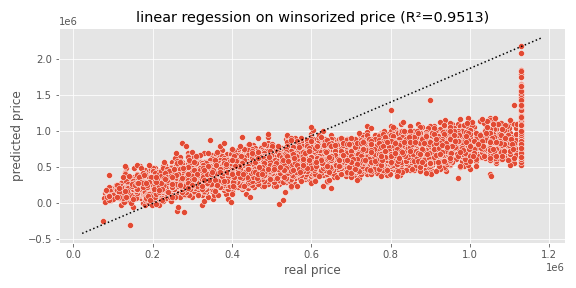 linear regession on winsorized price (R²=0.9513)
1e6
2.0
1.5
1.0
0.5
0.0
−0.5
predicted price
0.0 0.2 0.4 0.6 0.8 1.0 1.2
1e6
real price